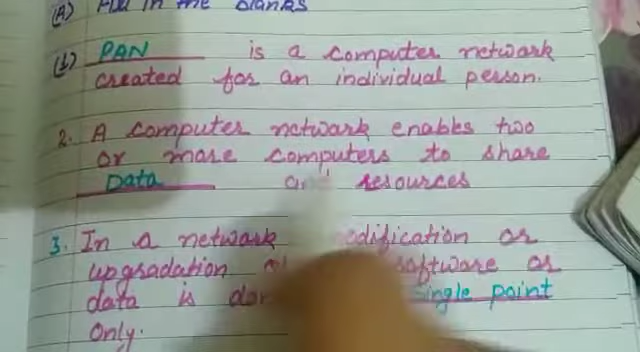 (A) Fill in the blanks
(1) PAN is a computer network
created for an individual person.
2. A computer network enables two
or more computers to share
Data and resources
3. In a network or
upgradation software or
data is single point
only.